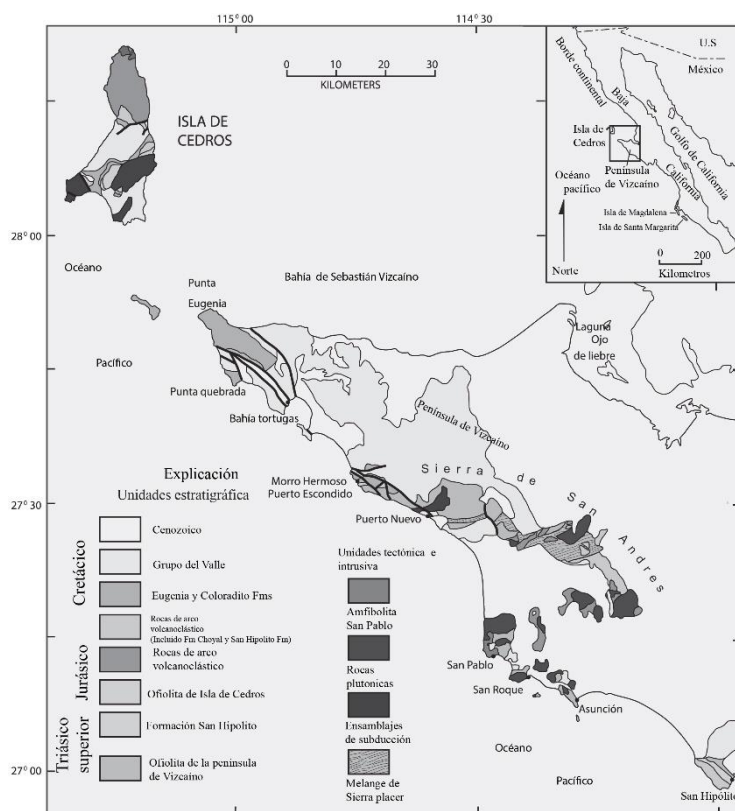 115° 00
114° 30
0 10 20 30
KILOMETERS
ISLA DE
CEDROS
U.S
México
Borde continental
Baja
California
Golfo de California
Isla de
Cedros
Península
de Vizcaíno
Océano
pacífico
Isla de Magdalena
Isla de Santa Margarita
0 200
Kilometros
Norte
28° 00
Océano
Pacífico
Punta
Eugenia
Bahía de Sebastián Vizcaíno
Laguna
Ojo
de liebre
Punta quebrada
Bahía tortugas
Península de Vizcaíno
Sierra de San Andres
Morro Hermoso
Puerto Escondido
Puerto Nuevo
27° 30
San Pablo
San Roque
Asunción
Océano
Pacífico
San Hipólito
27° 00
Explicación
Unidades estratigráfica
Cretácico
Jurásico
Triásico
superior
Cenozoico
Grupo del Valle
Eugenia y Coloradito Fms
Rocas de arco
volcanoclástico
(Incluido Fm Choyal y San Hipolito Fm)
Rocas de arco
volcanoclástico
Ofiolita de Isla de Cedros
Formación San Hipolito
Ofiolita de la peninsula
de Vizcaíno
Unidades tectónica e
intrusiva
Amfibolita
San Pablo
Rocas
plutonicas
Ensamblajes
de subducción
Melange de
Sierra placer